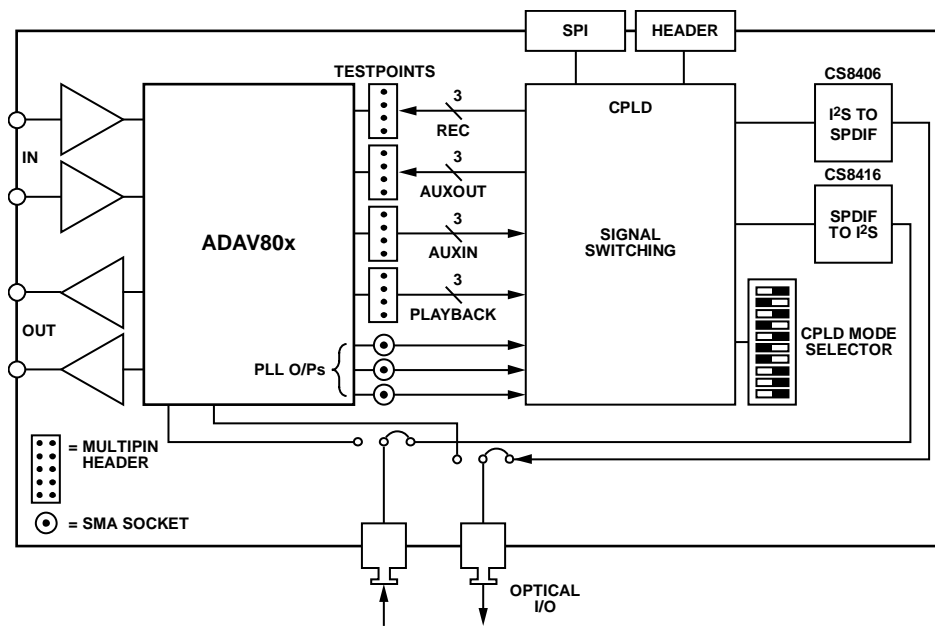 SPI
HEADER
TESTPOINTS
CS8406
3
REC
CPLD
I²S TO
SPDIF
IN
3
AUXOUT
CS8416
ADAV80x
3
AUXIN
SIGNAL
SWITCHING
SPDIF
TO I²S
3
PLAYBACK
OUT
PLL O/Ps
CPLD MODE
SELECTOR
= MULTIPIN
HEADER
= SMA SOCKET
OPTICAL
I/O